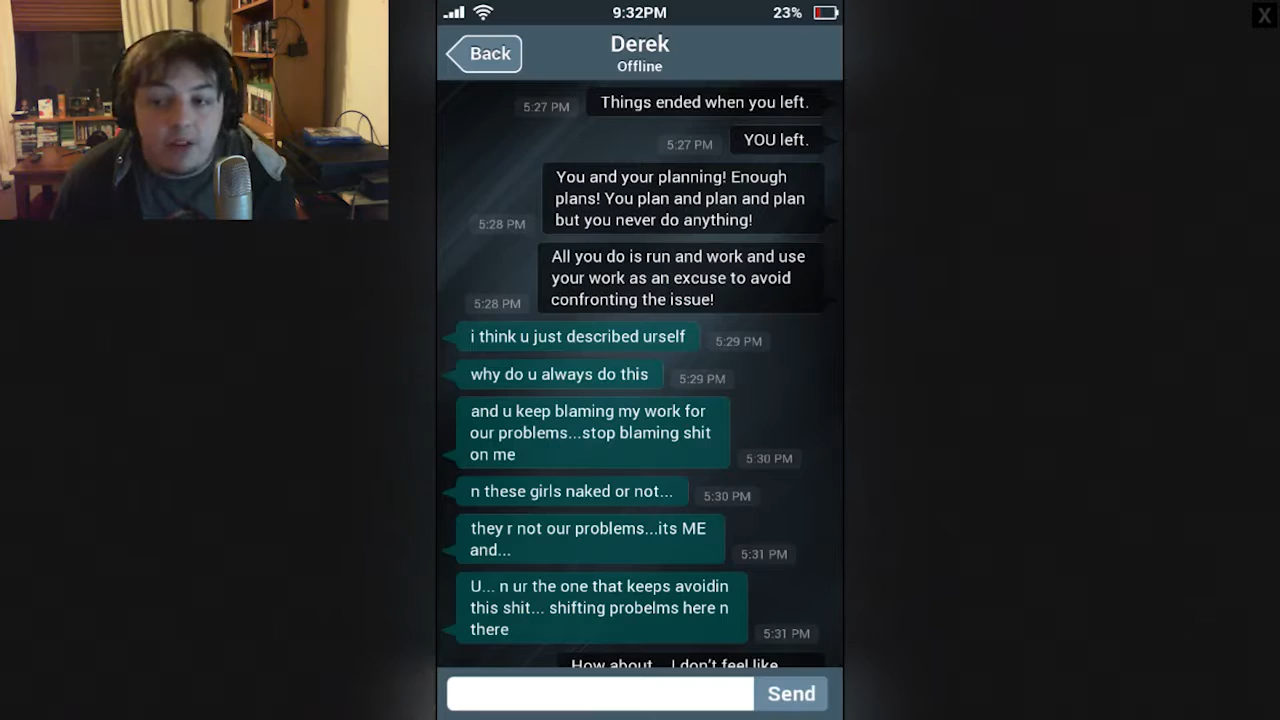 9:32PM
23%
X
Back
Derek
Offline
Things ended when you left.
5:27 PM
YOU left.
5:27 PM
You and your planning! Enough
plans! You plan and plan and plan
but you never do anything!
5:28 PM
All you do is run and work and use
your work as an excuse to avoid
confronting the issue!
5:28 PM
i think u just described urself
5:29 PM
why do u always do this
5:29 PM
and u keep blaming my work for
our problems...stop blaming shit
on me
5:30 PM
n these girls naked or not...
5:30 PM
they r not our problems...its ME
and...
5:31 PM
U... n ur the one that keeps avoidin
this shit... shifting probelms here n
there
5:31 PM
How about... I don't feel like
Send